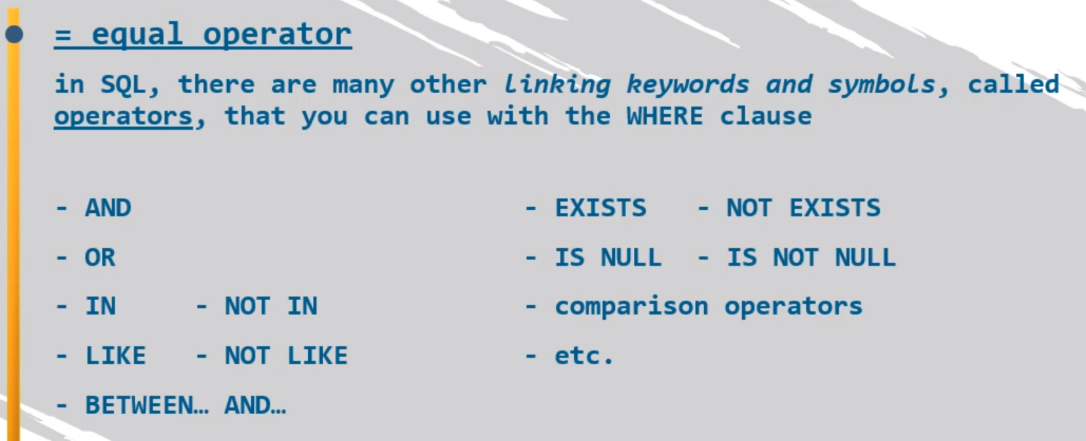 = equal operator
in SQL, there are many other linking keywords and symbols, called
operators, that you can use with the WHERE clause
- AND
- OR
- IN - NOT IN
- LIKE - NOT LIKE
- BETWEEN… AND…
- EXISTS - NOT EXISTS
- IS NULL - IS NOT NULL
- comparison operators
- etc.